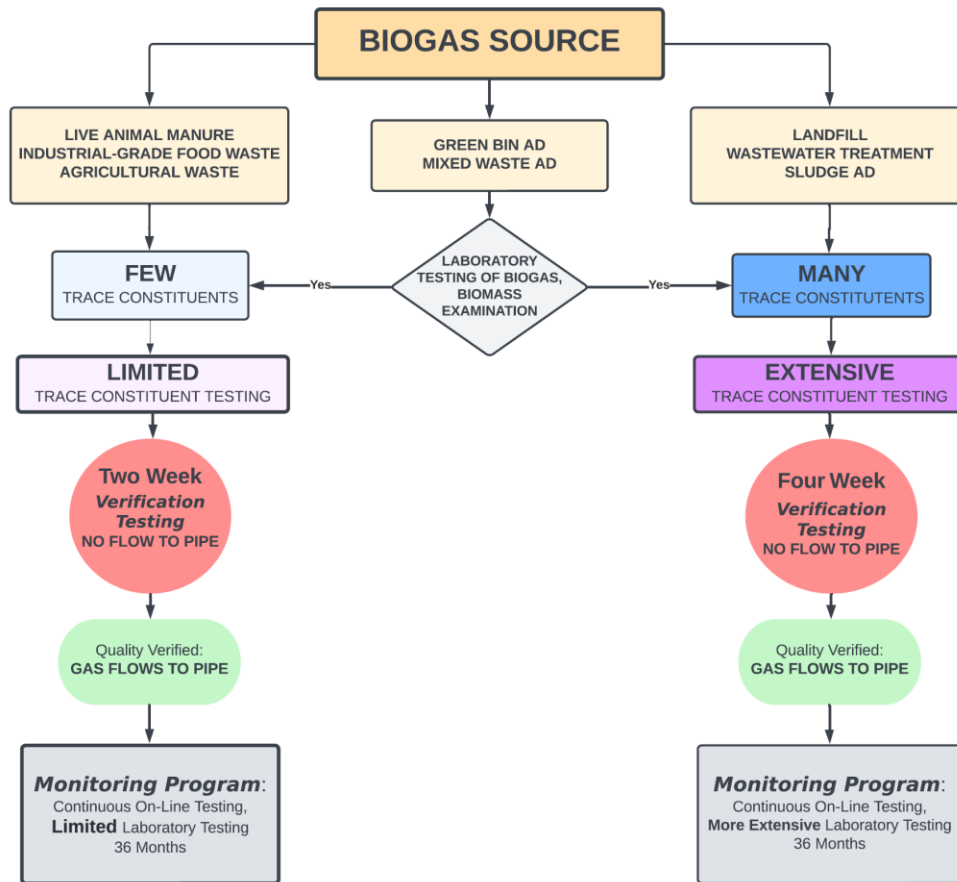 BIOGAS SOURCE
LIVE ANIMAL MANURE
INDUSTRIAL-GRADE FOOD WASTE
AGRICULTURAL WASTE
GREEN BIN AD
MIXED WASTE AD
LANDFILL
WASTEWATER TREATMENT
SLUDGE AD
FEW
TRACE CONSTITUENTS
Yes
LABORATORY
TESTING OF BIOGAS,
BIOMASS
EXAMINATION
Yes
MANY
TRACE CONSTITUTENTS
LIMITED
TRACE CONSTITUENT TESTING
EXTENSIVE
TRACE CONSTITUENT TESTING
Two Week
Verification
Testing
NO FLOW TO PIPE
Four Week
Verification
Testing
NO FLOW TO PIPE
Quality Verified:
GAS FLOWS TO PIPE
Quality Verified:
GAS FLOWS TO PIPE
Monitoring Program:
Continuous On-Line Testing,
Limited Laboratory Testing
36 Months
Monitoring Program:
Continuous On-Line Testing,
More Extensive Laboratory Testing
36 Months